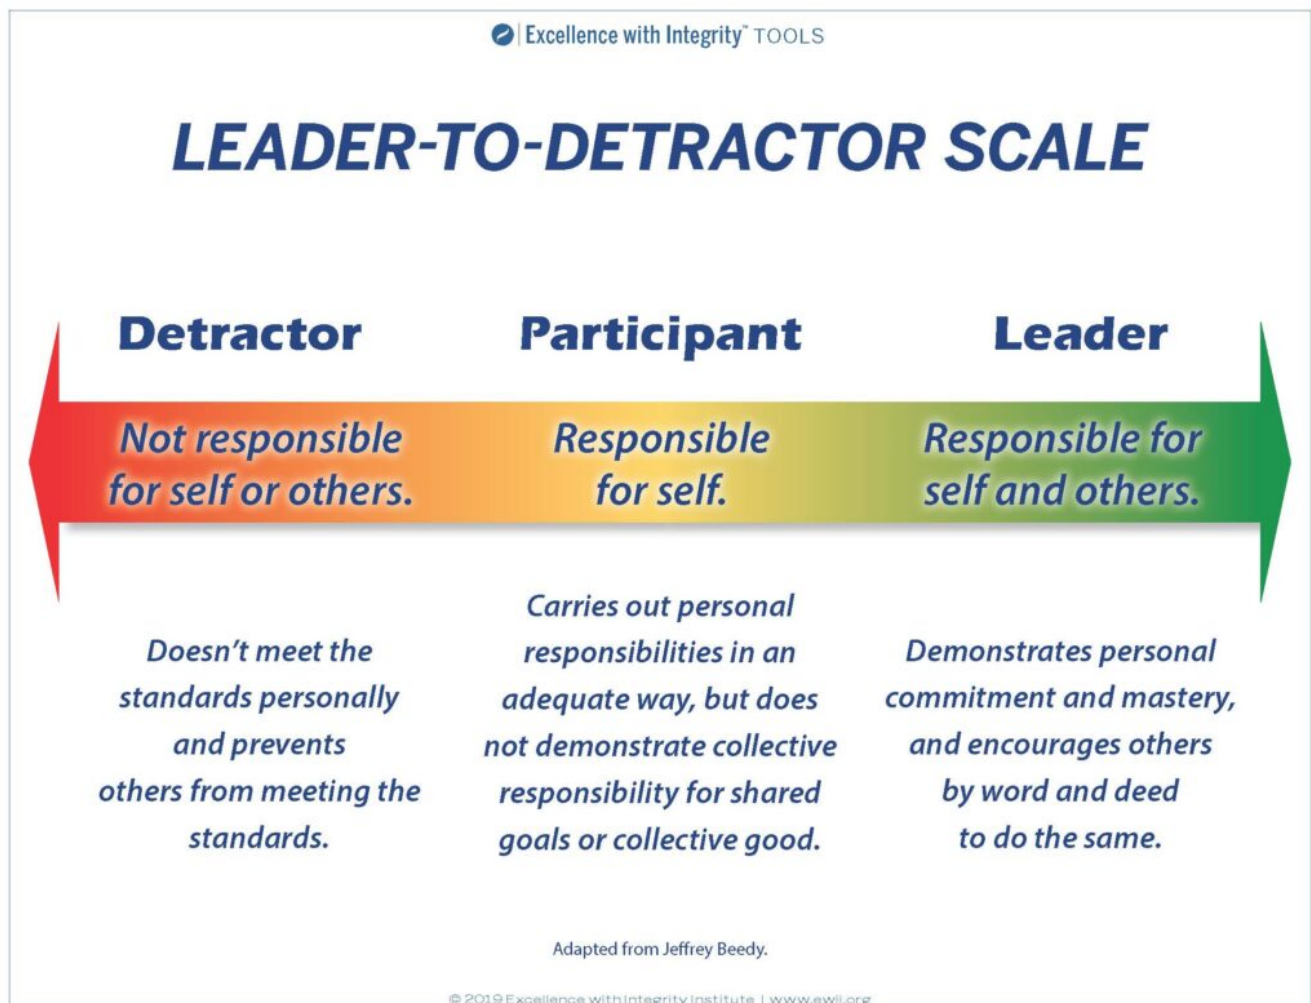 Excellence with Integrity™ TOOLS
LEADER-TO-DETRACTOR SCALE
Detractor
Not responsible
for self or others.
Doesn't meet the
standards personally
and prevents
others from meeting the
standards.
Participant
Responsible
for self.
Carries out personal
responsibilities in an
adequate way, but does
not demonstrate collective
responsibility for shared
goals or collective good.
Leader
Responsible for
self and others.
Demonstrates personal
commitment and mastery,
and encourages others
by word and deed
to do the same.
Adapted from Jeffrey Beedy.
© 2019 Excellence with Integrity Institute | www.ewii.org